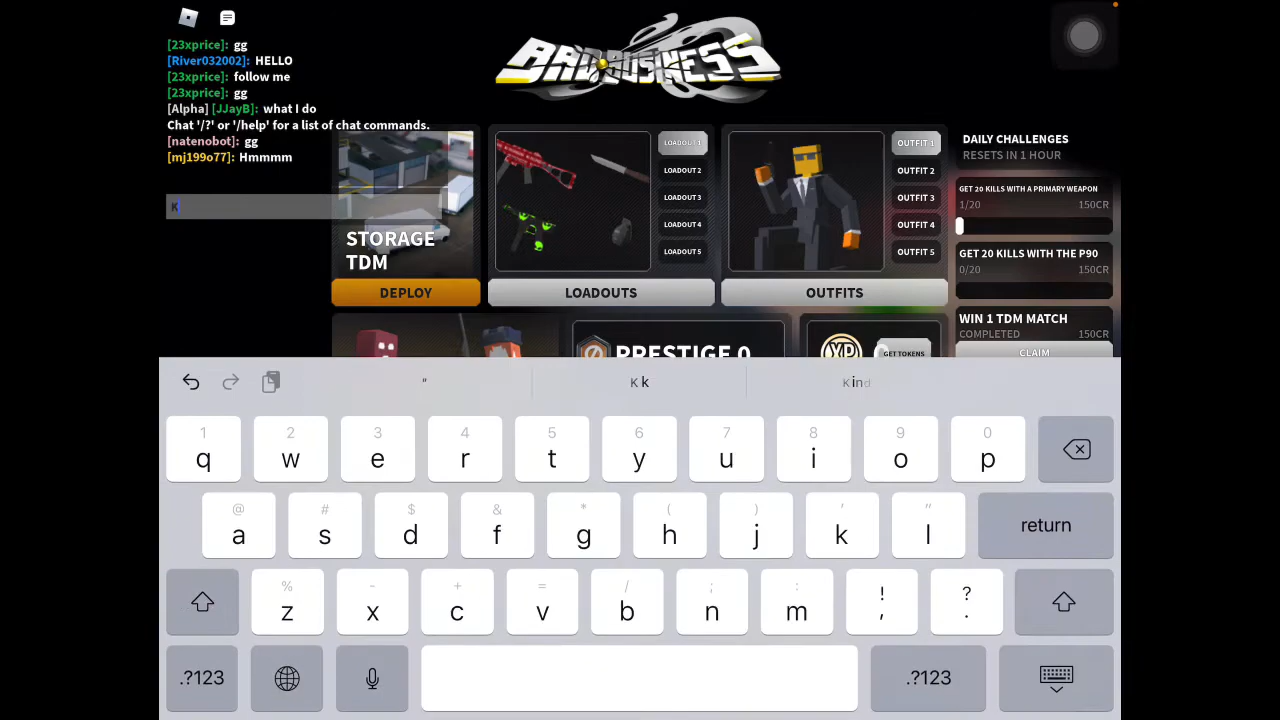 [23xprice]: gg
[River032002]: HELLO
[23xprice]: follow me
[23xprice]: gg
[Alpha] [JJayB]: what I do
Chat '/?' or '/help' for a list of chat commands.
[natenobot]: gg
[mj199o77]: Hmmmm
K
BAD BUSINESS
STORAGE
TDM
DEPLOY
LOADOUT 1
LOADOUT 2
LOADOUT 3
LOADOUT 4
LOADOUT 5
LOADOUTS
OUTFIT 1
OUTFIT 2
OUTFIT 3
OUTFIT 4
OUTFIT 5
OUTFITS
DAILY CHALLENGES
RESETS IN 1 HOUR
GET 20 KILLS WITH A PRIMARY WEAPON
1/20 150CR
GET 20 KILLS WITH THE P90
0/20 150CR
WIN 1 TDM MATCH
COMPLETED 150CR
CLAIM
PRESTIGE 0
XP
GET TOKENS
" Kk Kind
1 2 3 4 5 6 7 8 9 0
q w e r t y u i o p
@ # $ & * ( ) ' "
a s d f g h j k l return
% - + = / ; : ! ?
z x c v b n m , .
.?123 .?123